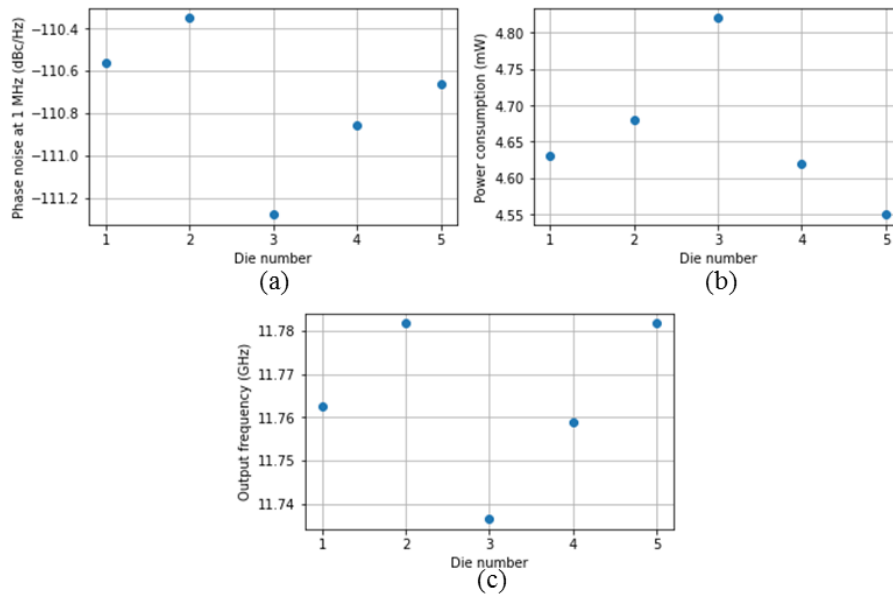 Phase noise at 1 MHz (dBc/Hz)
−110.4
−110.6
−110.8
−111.0
−111.2
1 2 3 4 5
Die number
(a)
Power consumption (mW)
4.80
4.75
4.70
4.65
4.60
4.55
1 2 3 4 5
Die number
(b)
Output frequency (GHz)
11.78
11.77
11.76
11.75
11.74
1 2 3 4 5
Die number
(c)